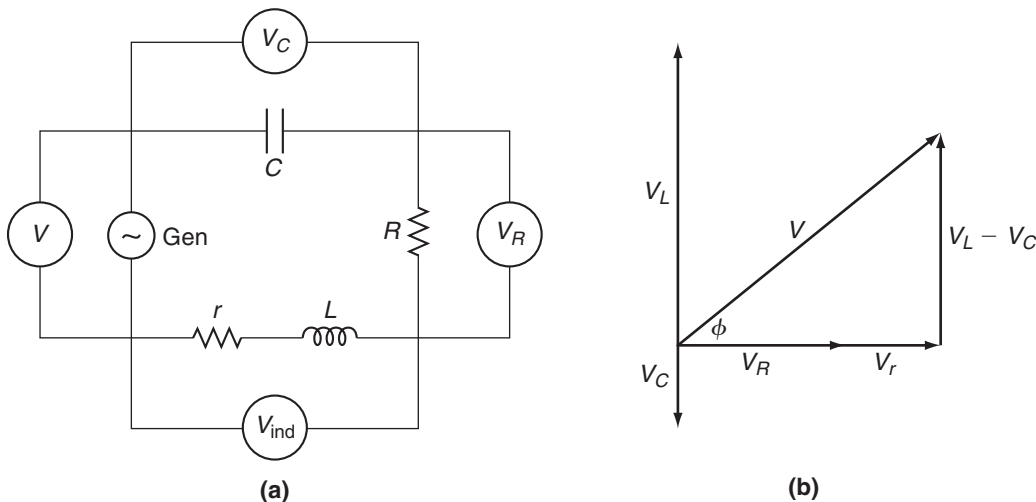 V_C
C
V
~ Gen
R
V_R
r
L
V_ind
(a)
V_L
V
V_L − V_C
ϕ
V_C
V_R
V_r
(b)